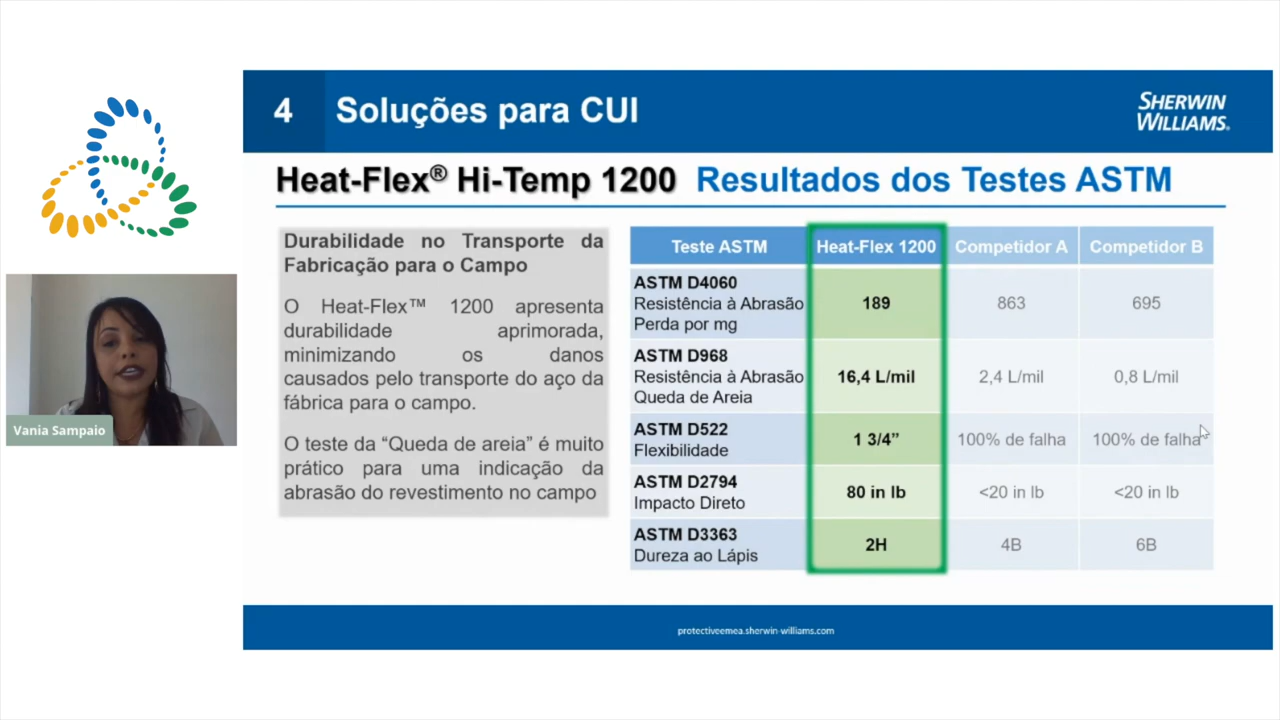 4 Soluções para CUI
SHERWIN
WILLIAMS.
Heat-Flex® Hi-Temp 1200 Resultados dos Testes ASTM
Durabilidade no Transporte da
Fabricação para o Campo
O Heat-Flex™ 1200 apresenta
durabilidade aprimorada,
minimizando os danos
causados pelo transporte do aço da
fábrica para o campo.
O teste da “Queda de areia” é muito
prático para uma indicação da
abrasão do revestimento no campo
Teste ASTM Heat-Flex 1200 Competidor A Competidor B
ASTM D4060
Resistência à Abrasão 189 863 695
Perda por mg
ASTM D968
Resistência à Abrasão 16,4 L/mil 2,4 L/mil 0,8 L/mil
Queda de Areia
ASTM D522
Flexibilidade 1 3/4” 100% de falha 100% de falha
ASTM D2794
Impacto Direto 80 in lb <20 in lb <20 in lb
ASTM D3363
Dureza ao Lápis 2H 4B 6B
Vania Sampaio
protectiveemea.sherwin-williams.com